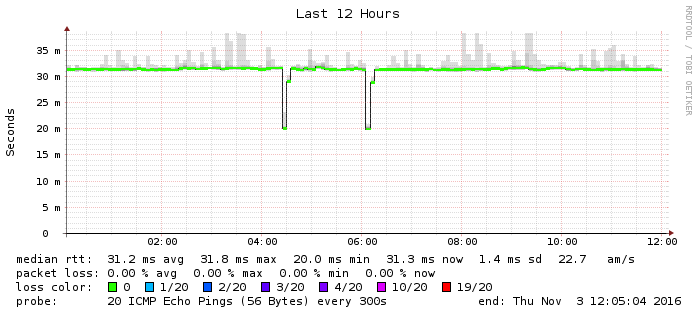 Last 12 Hours
RRDTOOL / TOBI OETIKER
Seconds
35 m
30 m
25 m
20 m
15 m
10 m
5 m
0
02:00 04:00 06:00 08:00 10:00 12:00
median rtt: 31.2 ms avg 31.8 ms max 20.0 ms min 31.3 ms now 1.4 ms sd 22.7 am/s
packet loss: 0.00 % avg 0.00 % max 0.00 % min 0.00 % now
loss color: 0 1/20 2/20 3/20 4/20 10/20 19/20
probe: 20 ICMP Echo Pings (56 Bytes) every 300s end: Thu Nov 3 12:05:04 2016